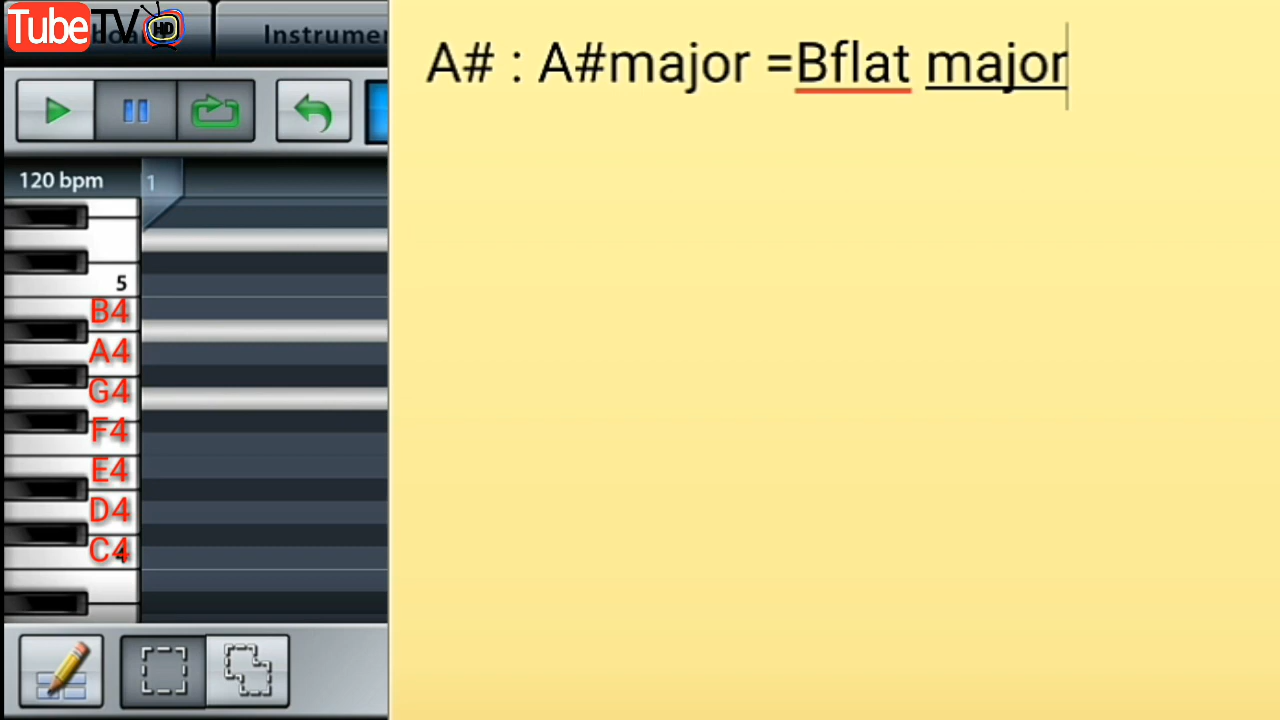 TubeTV HD
Instrumen
A# : A#major =Bflat major
120 bpm
1
5
B4
A4
G4
F4
E4
D4
C4